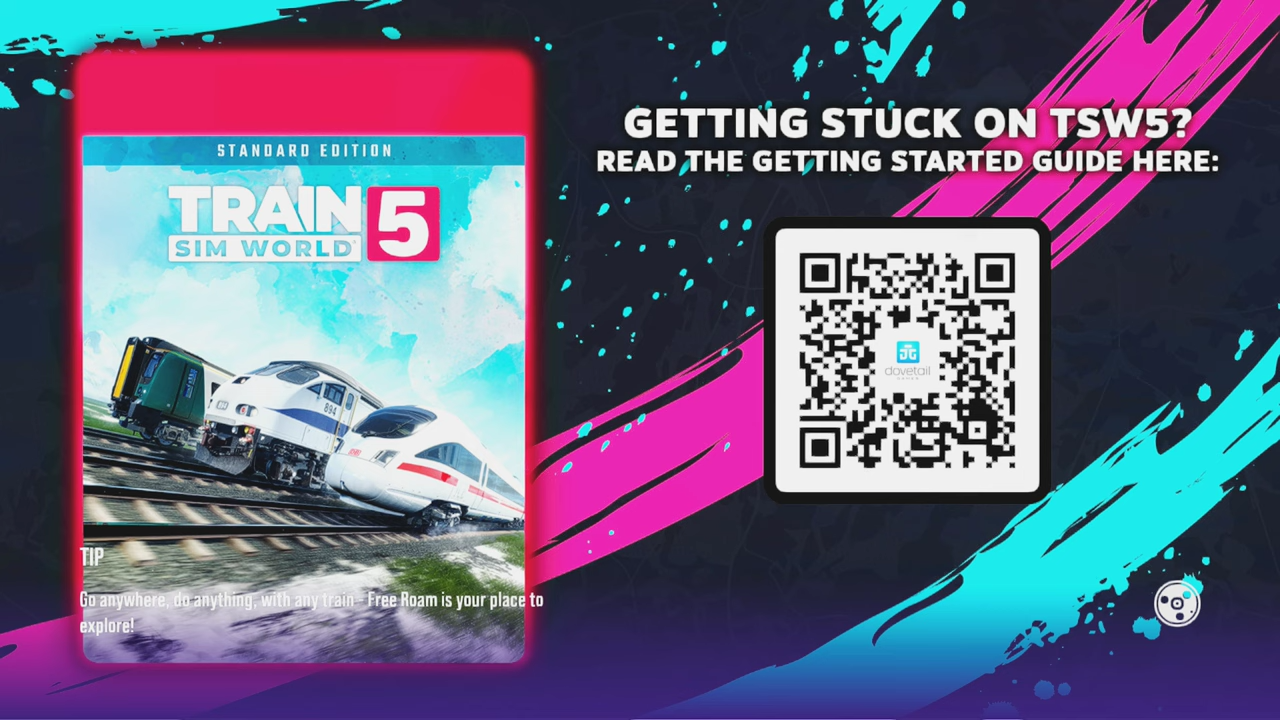 STANDARD EDITION
TRAIN 5
SIM WORLD
894
TIP
Go anywhere, do anything, with any train - Free Roam is your place to
explore!
GETTING STUCK ON TSW5?
READ THE GETTING STARTED GUIDE HERE:
dovetail
GAMES